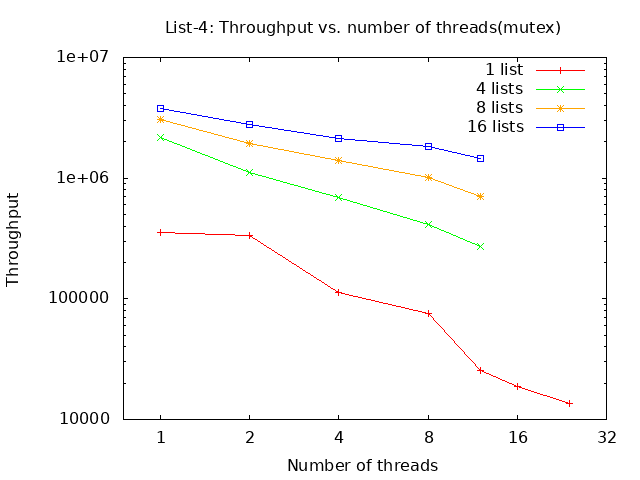 List-4: Throughput vs. number of threads(mutex)
1e+07
1e+06
100000
10000
Throughput
1 list
4 lists
8 lists
16 lists
1 2 4 8 16 32
Number of threads